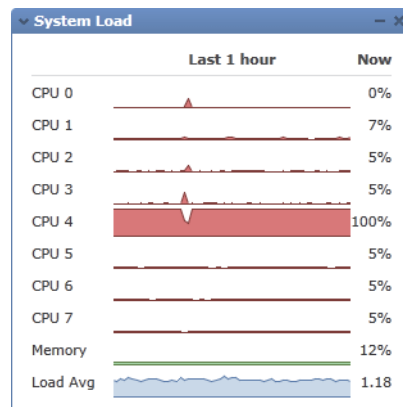 System Load
Last 1 hour Now
CPU 0 0%
CPU 1 7%
CPU 2 5%
CPU 3 5%
CPU 4 100%
CPU 5 5%
CPU 6 5%
CPU 7 5%
Memory 12%
Load Avg 1.18